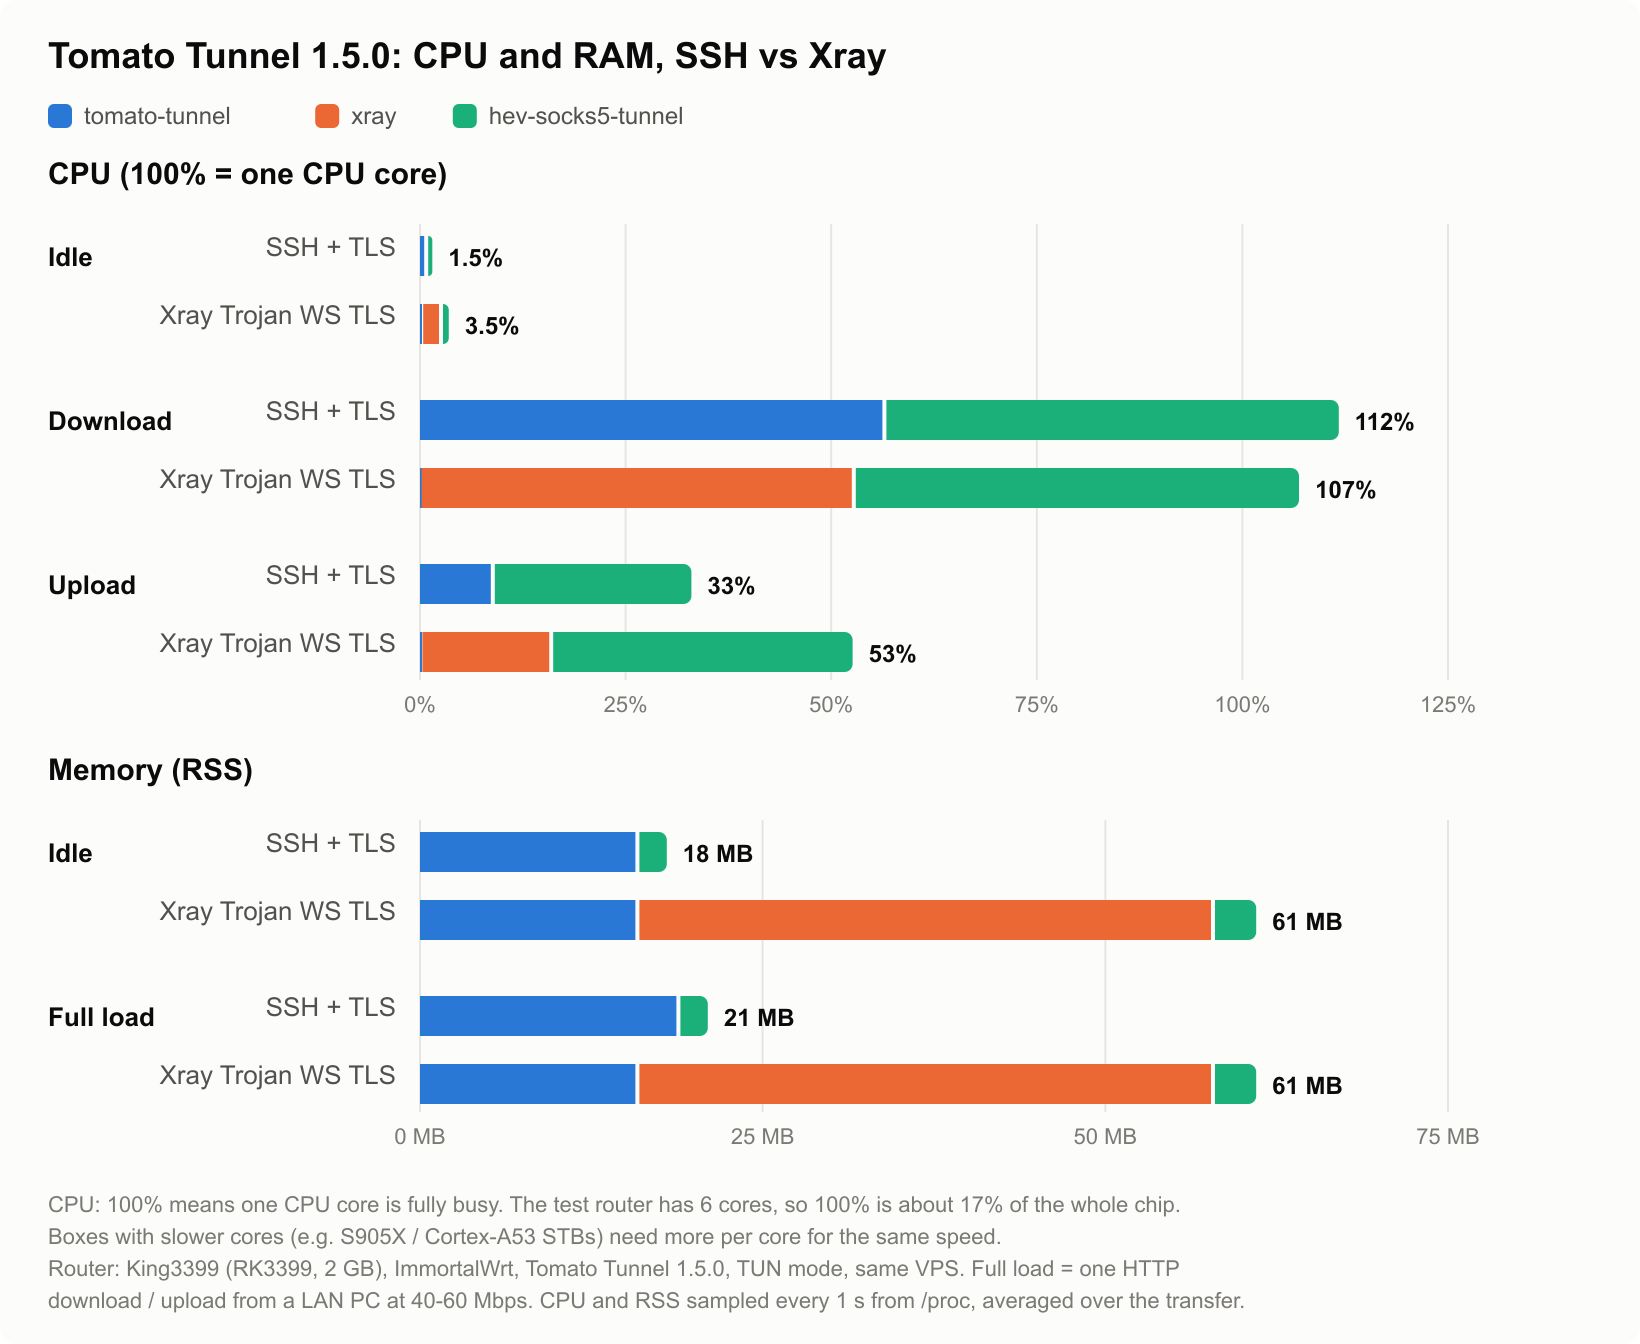 Tomato Tunnel 1.5.0: CPU and RAM, SSH vs Xray
tomato-tunnel xray hev-socks5-tunnel
CPU (100% = one CPU core)
Idle SSH + TLS 1.5%
Xray Trojan WS TLS 3.5%
Download SSH + TLS 112%
Xray Trojan WS TLS 107%
Upload SSH + TLS 33%
Xray Trojan WS TLS 53%
0% 25% 50% 75% 100% 125%
Memory (RSS)
Idle SSH + TLS 18 MB
Xray Trojan WS TLS 61 MB
Full load SSH + TLS 21 MB
Xray Trojan WS TLS 61 MB
0 MB 25 MB 50 MB 75 MB
CPU: 100% means one CPU core is fully busy. The test router has 6 cores, so 100% is about 17% of the whole chip.
Boxes with slower cores (e.g. S905X / Cortex-A53 STBs) need more per core for the same speed.
Router: King3399 (RK3399, 2 GB), ImmortalWrt, Tomato Tunnel 1.5.0, TUN mode, same VPS. Full load = one HTTP
download / upload from a LAN PC at 40-60 Mbps. CPU and RSS sampled every 1 s from /proc, averaged over the transfer.